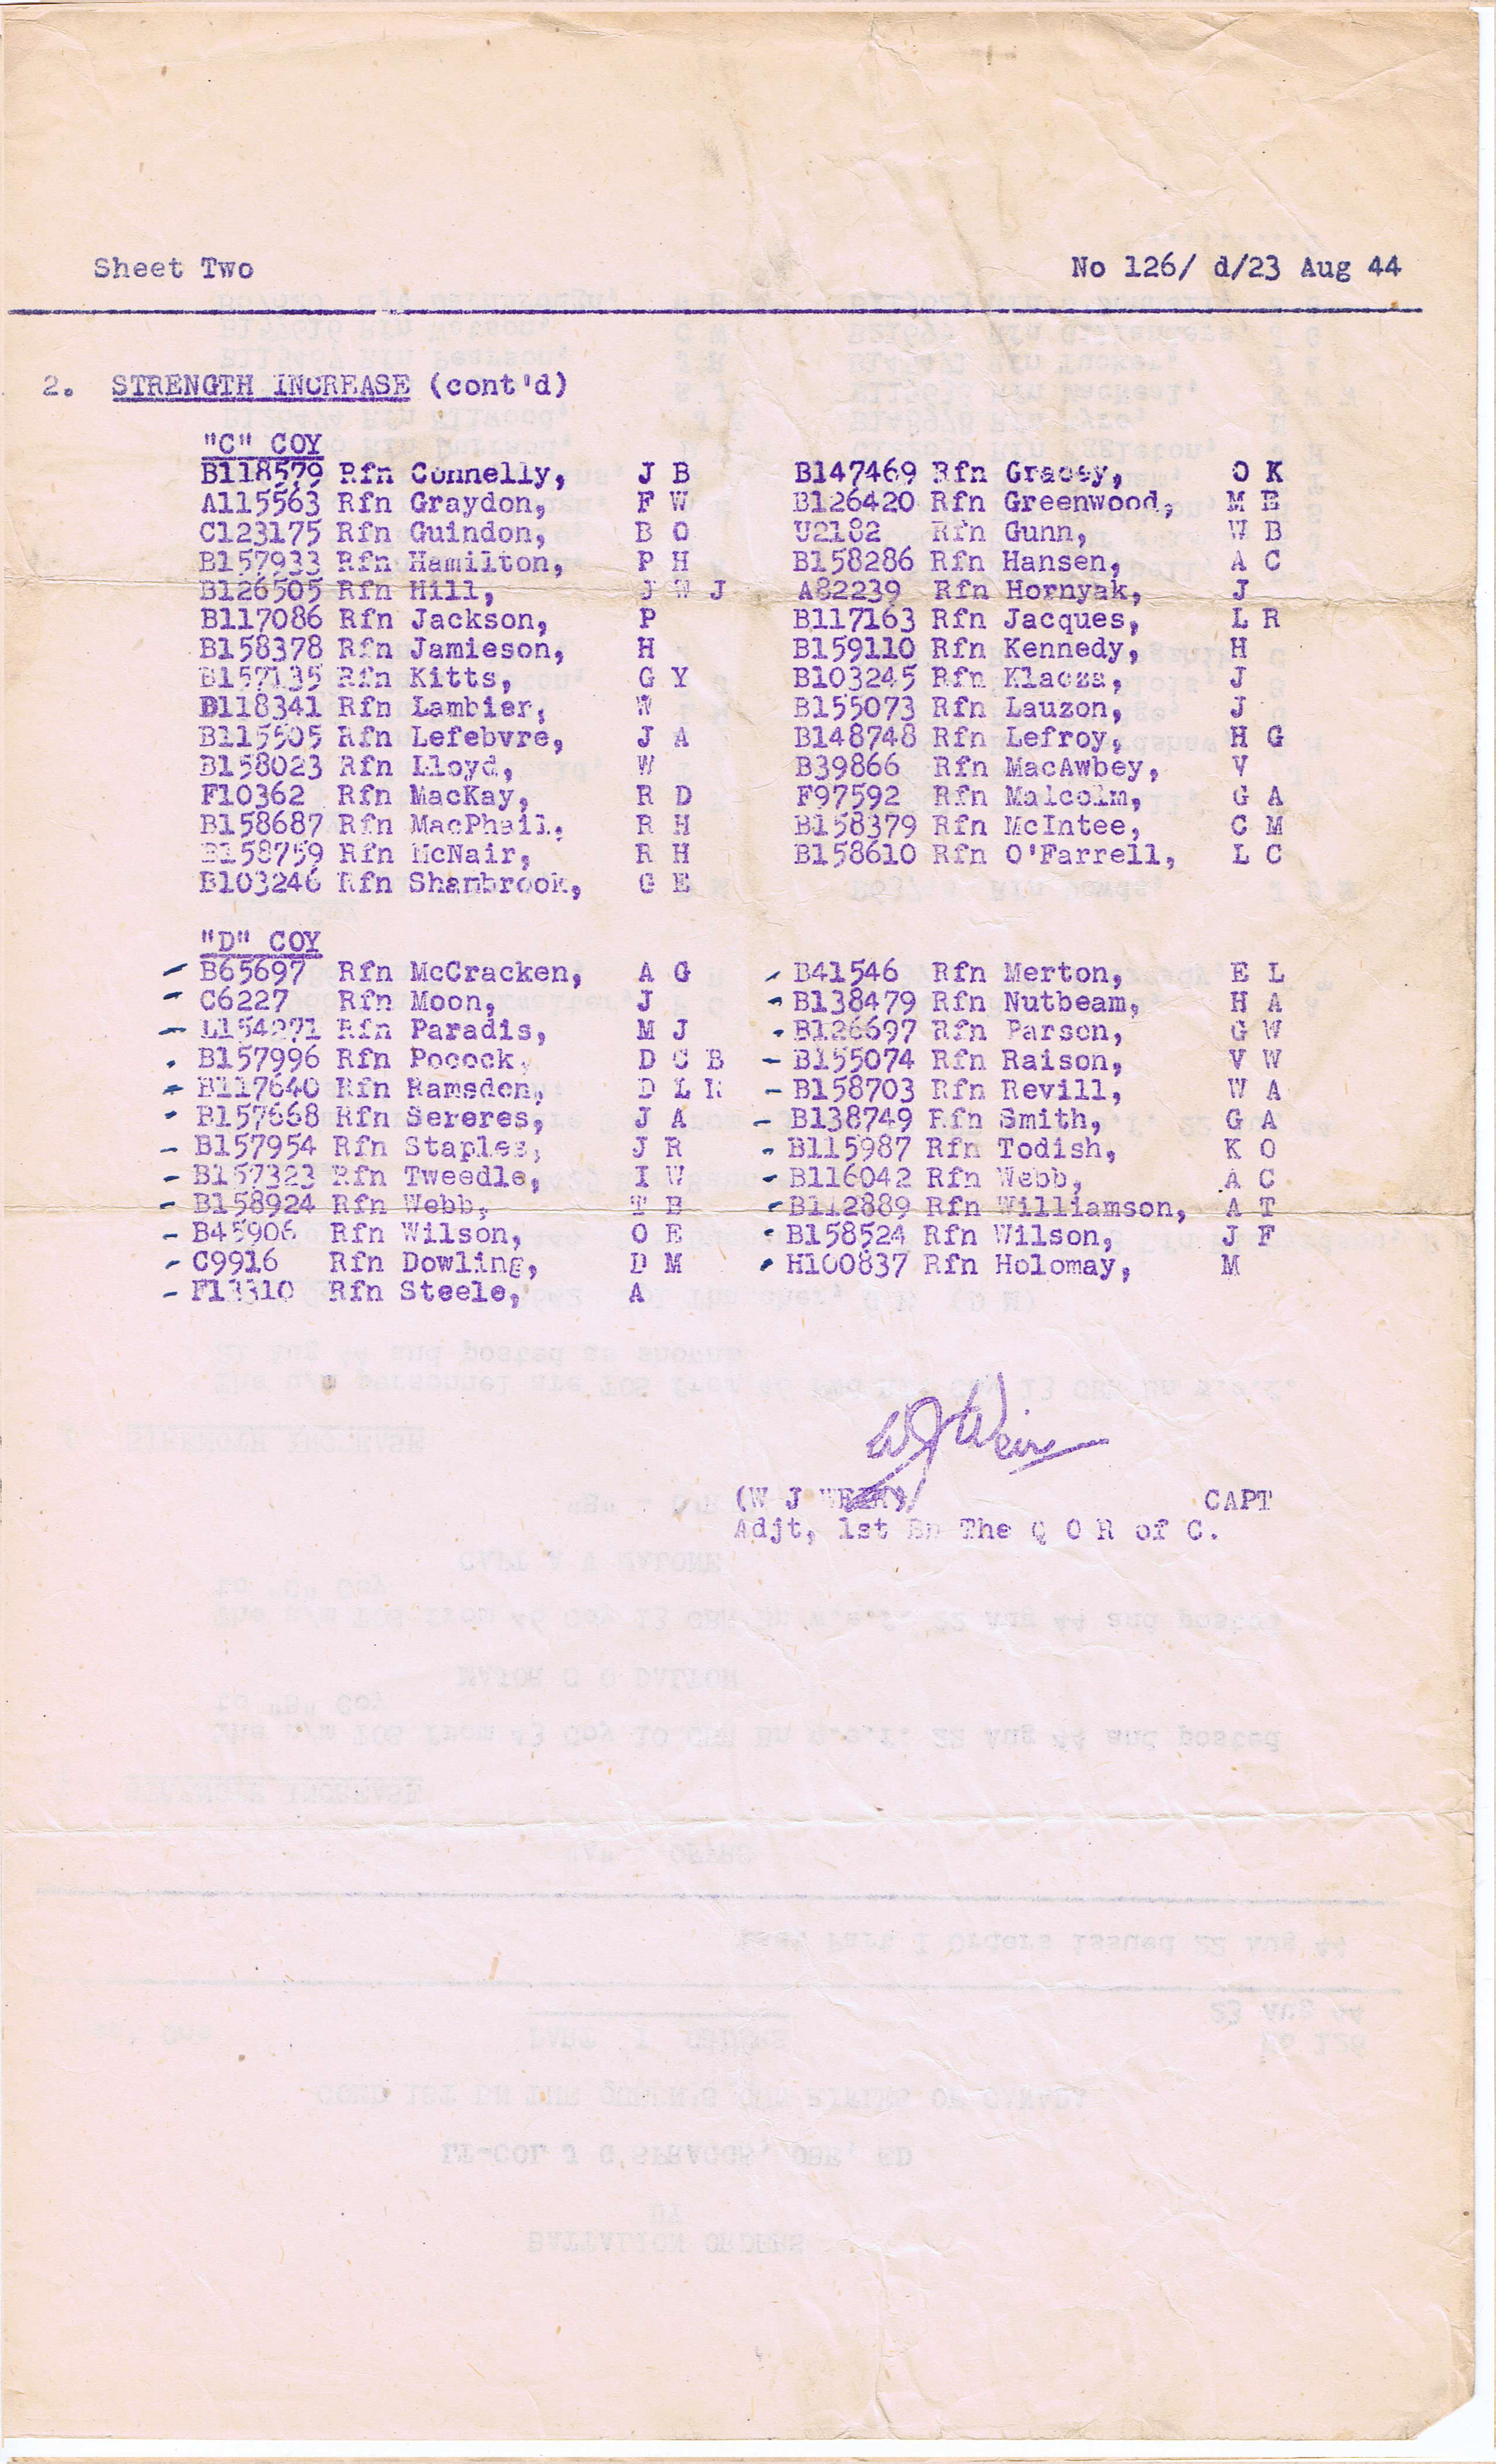 Sheet Two No 126/ d/23 Aug 44
2. STRENGTH INCREASE (cont'd)
"C" COY
B118579 Rfn Connelly, J B B147469 Rfn Gracey, O K
A115563 Rfn Graydon, F W B126420 Rfn Greenwood, M E
C123175 Rfn Guindon, B O U2182 Rfn Gunn, W B
B157933 Rfn Hamilton, P H B158286 Rfn Hansen, A C
B126505 Rfn Hill, J W J A82239 Rfn Hornyak, J
B117086 Rfn Jackson, P B117163 Rfn Jacques, L R
B158378 Rfn Jamieson, H B159110 Rfn Kennedy, H
B157135 Rfn Kitts, G Y B103245 Rfn Klacza, J
B118341 Rfn Lambier, W B155073 Rfn Lauzon, J
B115505 Rfn Lefebvre, J A B148748 Rfn Lefroy, H G
B158023 Rfn Lloyd, W B39866 Rfn MacAwbey, V
F10362 Rfn MacKay, R D F97592 Rfn Malcolm, G A
B158687 Rfn MacPhail, R H B158379 Rfn McIntee, C M
B158759 Rfn McNair, R H B158610 Rfn O'Farrell, L C
B103246 Rfn Shambrook, G E
"D" COY
- B65697 Rfn McCracken, A G - B41546 Rfn Merton, E L
- C6227 Rfn Moon, J - B138479 Rfn Nutbeam, H A
- Rfn Paradis, M J - B126697 Rfn Parson, G W
- B157996 Rfn Pocock, D C B - B155074 Rfn Raison, V W
- B117640 Rfn Ramsden, D L R - B158703 Rfn Revill, W A
- B157668 Rfn Sereres, J A - B138749 Rfn Smith, G A
- B157954 Rfn Staples, J R - B115987 Rfn Todish, K O
- B157323 Rfn Tweedle, I W - B116042 Rfn Webb, A C
- B158924 Rfn Webb, T E - B112889 Rfn Williamson, A T
- B45906 Rfn Wilson, O E - B158524 Rfn Wilson, J F
- C9916 Rfn Dowling, D M - H100837 Rfn Holomay, M
- F13310 Rfn Steele, A
W J Weir
(W J WEIR) CAPT
Adjt, 1st Bn The Q O R of C.